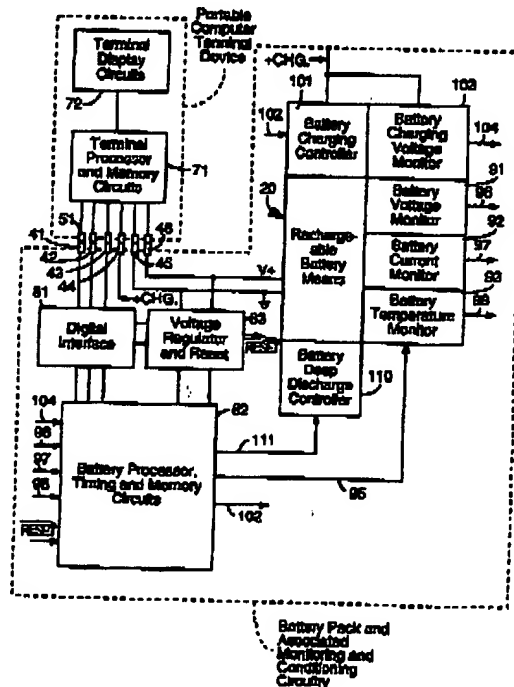 Portable
Computer
Terminal
Device
Terminal
Display
Circuits
72
Terminal
Processor
and Memory
Circuits
71
51
41
42
43
44
46
45
+CHG.
101
102
Battery
Charging
Controller
103
Battery
Charging
Voltage
Monitor
104
91
Battery
Voltage
Monitor
96
92
20
Recharge-
able
Battery
Means
Battery
Current
Monitor
97
93
Battery
Temperature
Monitor
V+
+CHG.
81
Digital
Interface
Voltage
Regulator
and Reset
83
RESET
Battery
Deep
Discharge
Controller
110
82
104
96
97
98
RESET
Battery Processor,
Timing and Memory
Circuits
111
95
102
Battery Pack and
Associated
Monitoring and
Conditioning
Circuitry